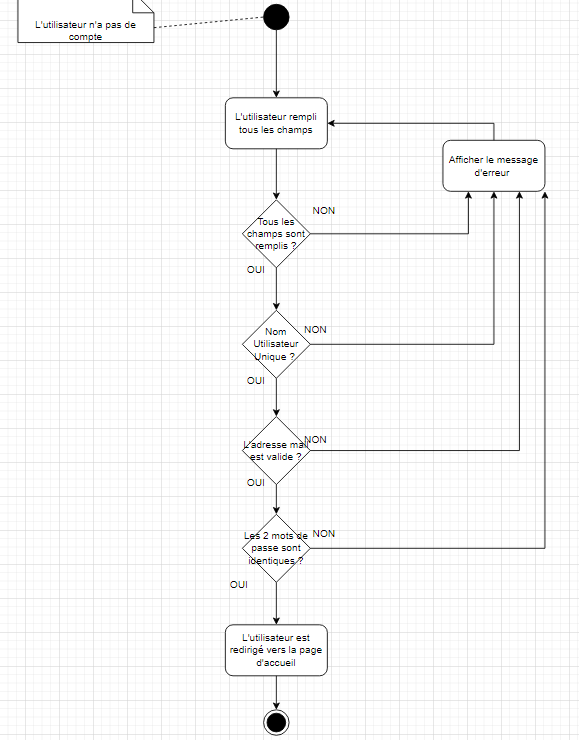 L'utilisateur n'a pas de
compte
L'utilisateur rempli
tous les champs
Afficher le message
d'erreur
NON
Tous les
champs sont
remplis ?
OUI
NON
Nom
Utilisateur
Unique ?
OUI
NON
L'adresse mail
est valide ?
OUI
NON
Les 2 mots de
passe sont
identiques ?
OUI
L'utilisateur est
redirigé vers la page
d'accueil